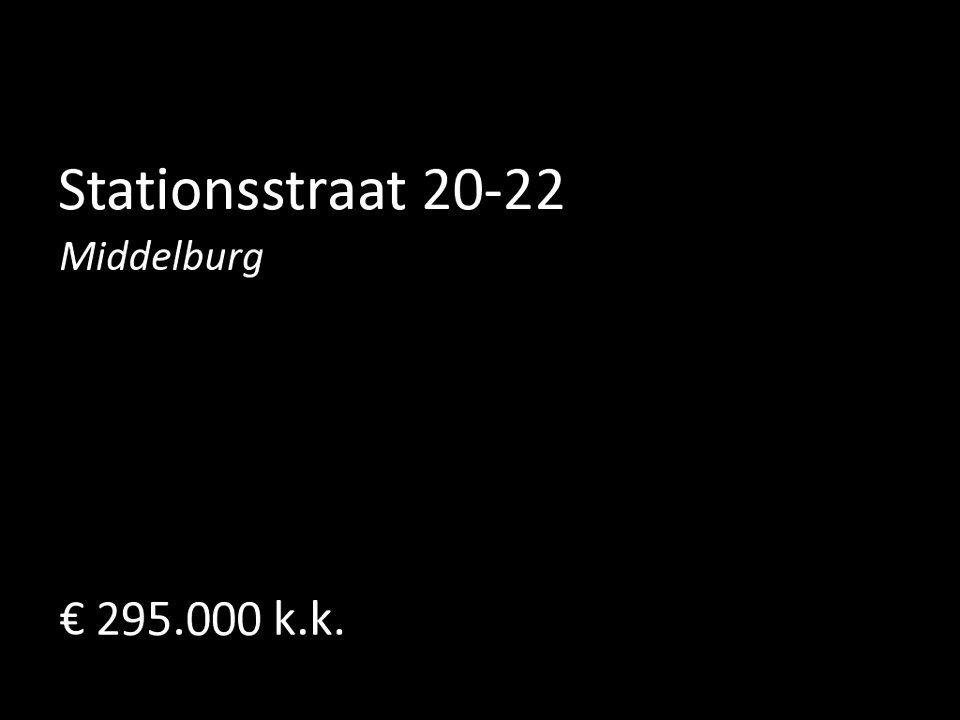 Stationsstraat 20-22
Middelburg
€ 295.000 k.k.